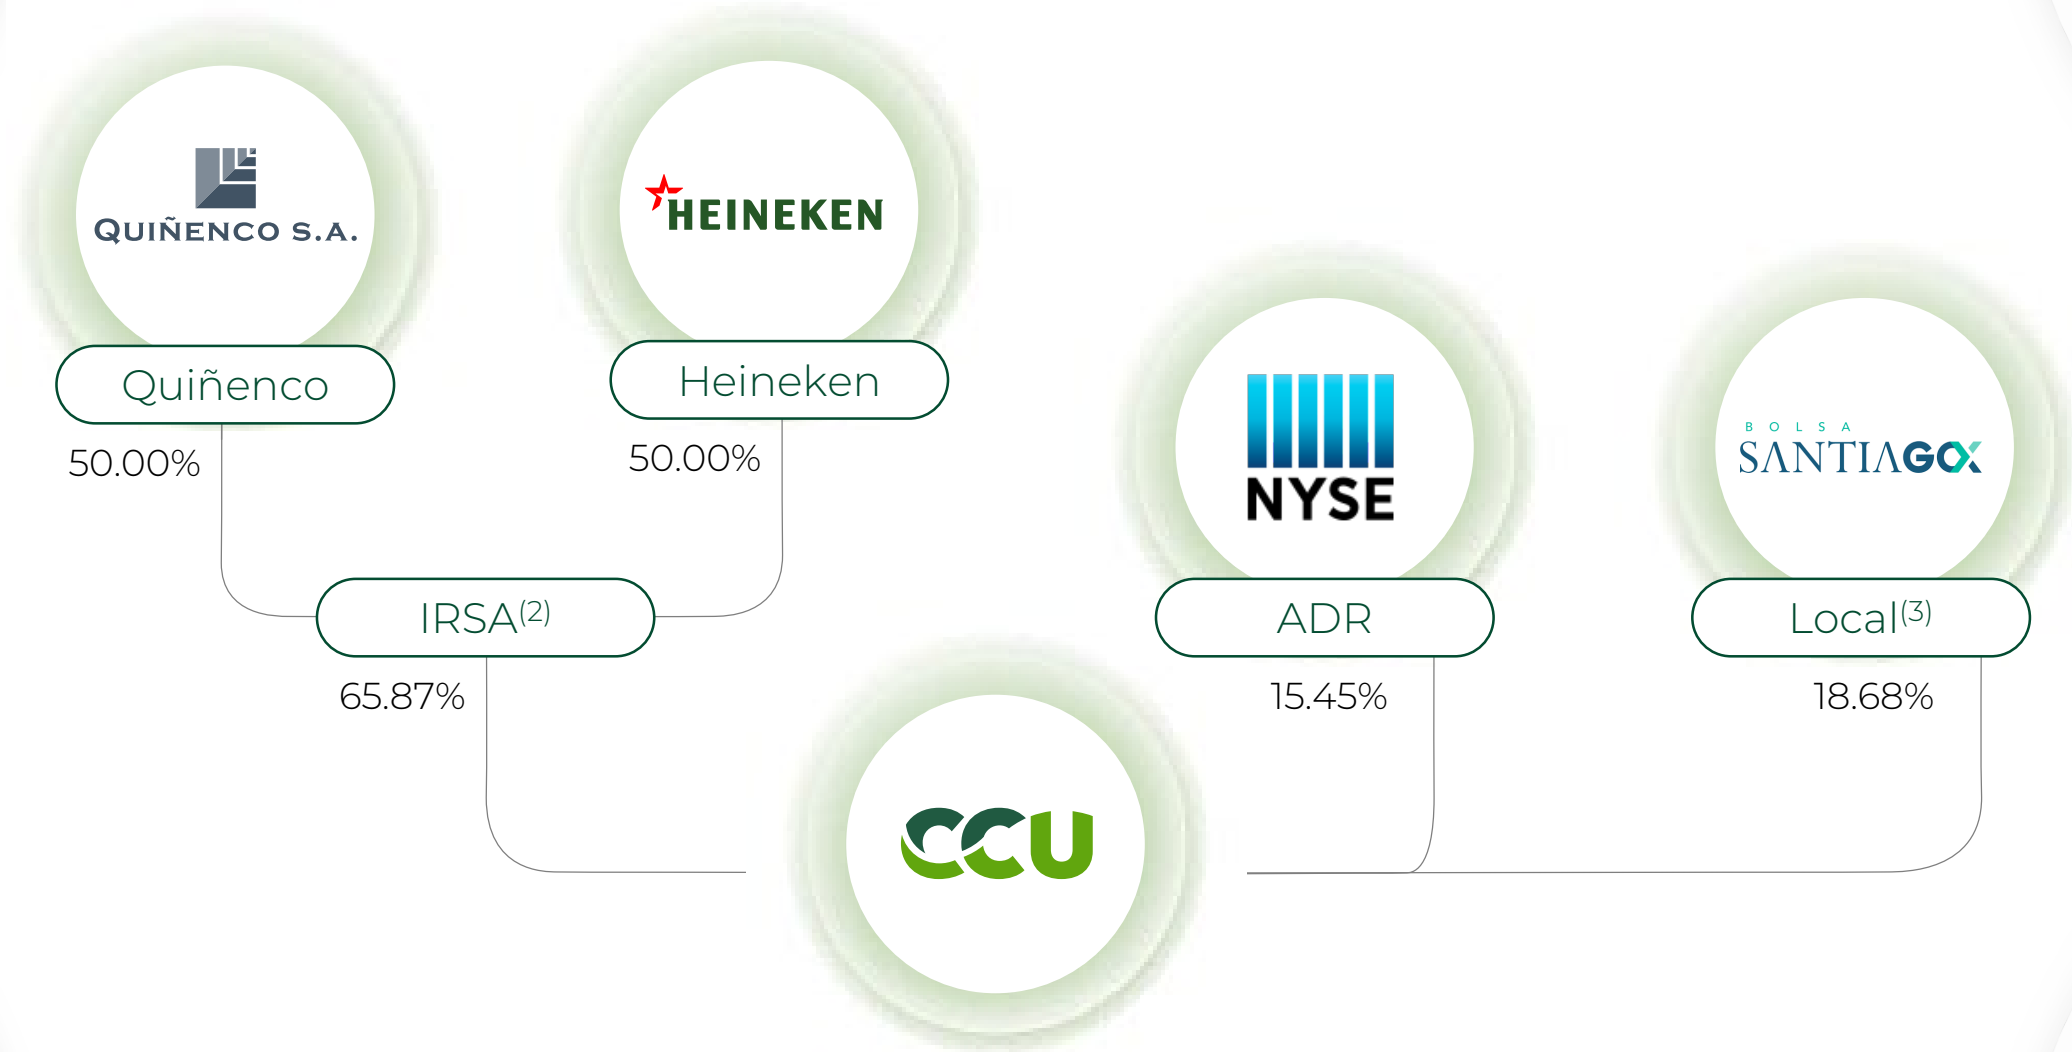 QUIÑENCO S.A.
HEINEKEN
Quiñenco
Heineken
50.00%
50.00%
NYSE
BOLSA
SANTIAGO
IRSA(2)
ADR
Local(3)
65.87%
15.45%
18.68%
CCU